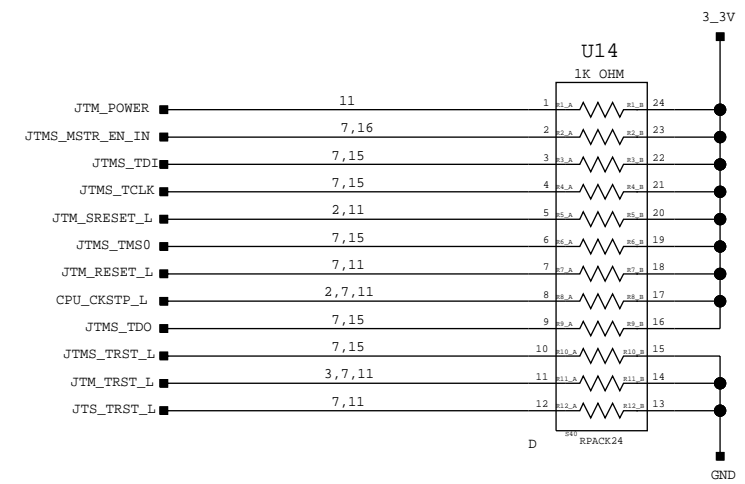 3_3V
U14
1K OHM
JTM_POWER 11 1 R1_A R1_B 24
JTMS_MSTR_EN_IN 7,16 2 R2_A R2_B 23
JTMS_TDI 7,15 3 R3_A R3_B 22
JTMS_TCLK 7,15 4 R4_A R4_B 21
JTM_SRESET_L 2,11 5 R5_A R5_B 20
JTMS_TMS0 7,15 6 R6_A R6_B 19
JTM_RESET_L 7,11 7 R7_A R7_B 18
CPU_CKSTP_L 2,7,11 8 R8_A R8_B 17
JTMS_TDO 7,15 9 R9_A R9_B 16
JTMS_TRST_L 7,15 10 R10_A R10_B 15
JTM_TRST_L 3,7,11 11 R11_A R11_B 14
JTS_TRST_L 7,11 12 R12_A R12_B 13
S40
D RPACK24
GND